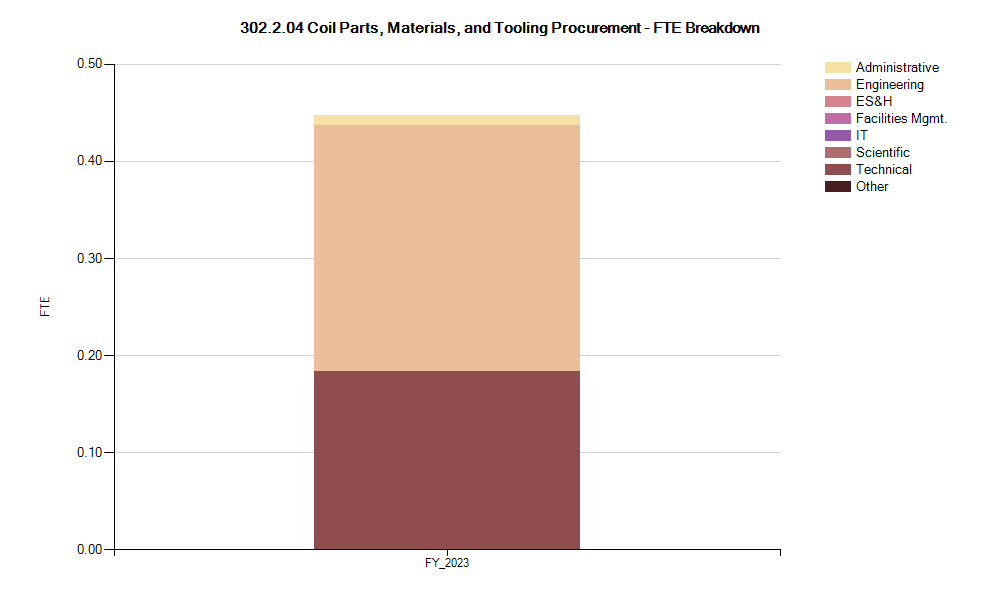 302.2.04 Coil Parts, Materials, and Tooling Procurement - FTE Breakdown
0.50
0.40
0.30
0.20
0.10
0.00
FTE
FY_2023
Administrative
Engineering
ES&H
Facilities Mgmt.
IT
Scientific
Technical
Other